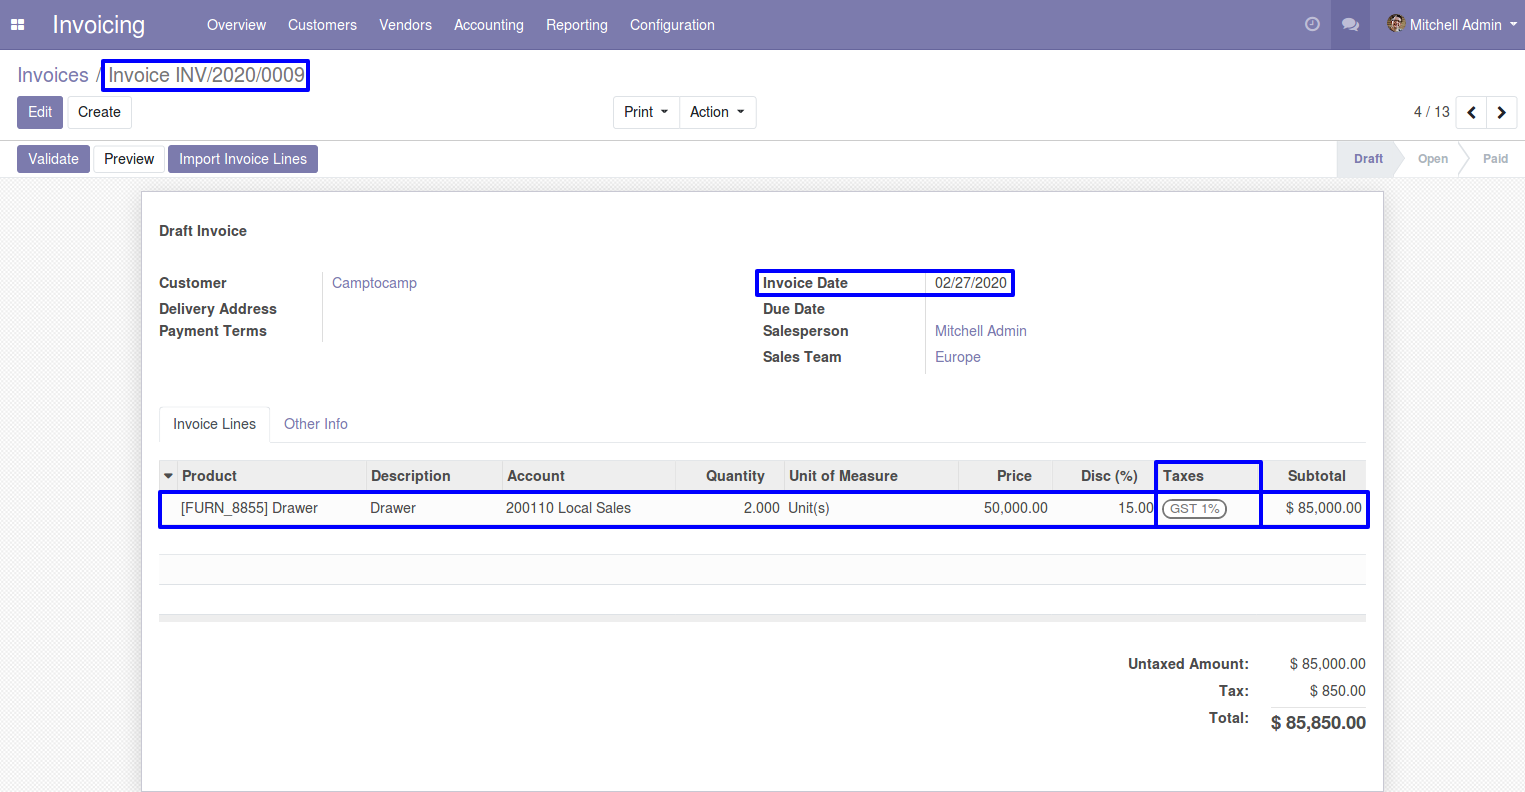 Invoicing Overview Customers Vendors Accounting Reporting Configuration Mitchell Admin
Invoices / Invoice INV/2020/0009
Edit Create Print Action 4 / 13
Validate Preview Import Invoice Lines Draft Open Paid
Draft Invoice
Customer Camptocamp Invoice Date 02/27/2020
Delivery Address Due Date
Payment Terms Salesperson Mitchell Admin
Sales Team Europe
Invoice Lines Other Info
Product Description Account Quantity Unit of Measure Price Disc (%) Taxes Subtotal
[FURN_8855] Drawer Drawer 200110 Local Sales 2.000 Unit(s) 50,000.00 15.00 GST 1% $ 85,000.00
Untaxed Amount: $ 85,000.00
Tax: $ 850.00
Total: $ 85,850.00